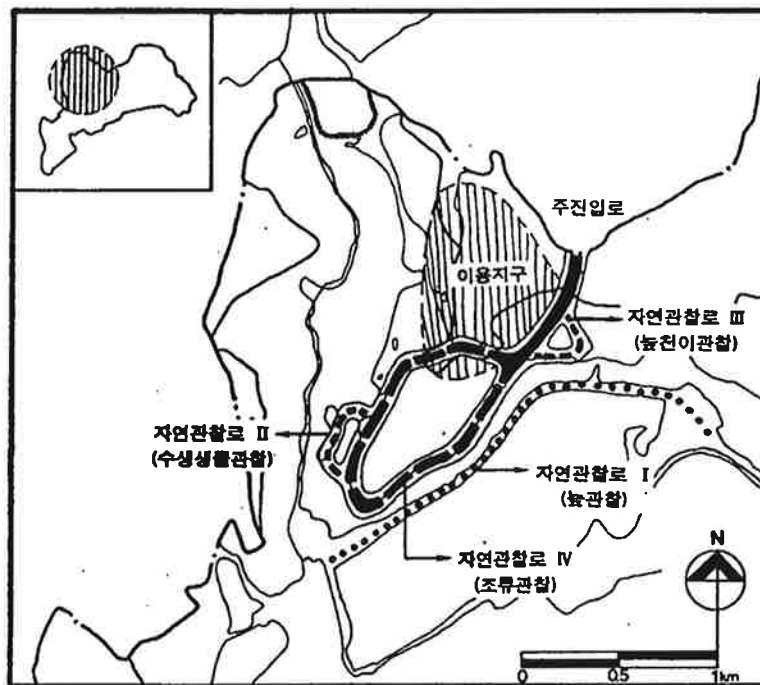 주진입로
이용지구
자연관찰로 Ⅲ
(늪천이관찰)
자연관찰로 Ⅱ
(수생생물관찰)
자연관찰로 Ⅰ
(늪관찰)
자연관찰로 Ⅳ
(조류관찰)
N
0 0.5 1km